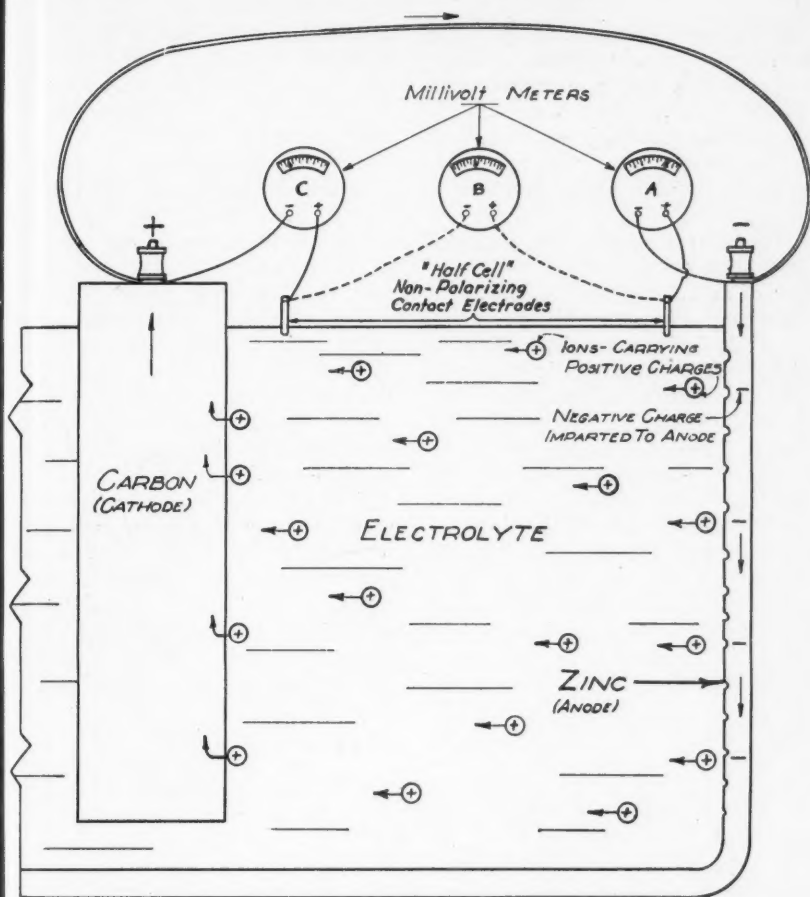 Millivolt Meters
C
B
A
- +
- +
- +
+
-
"Half Cell"
Non-Polarizing
Contact Electrodes
Ions-Carrying
Positive Charges
Negative Charge
Imparted To Anode
Carbon
(Cathode)
Electrolyte
Zinc
(Anode)